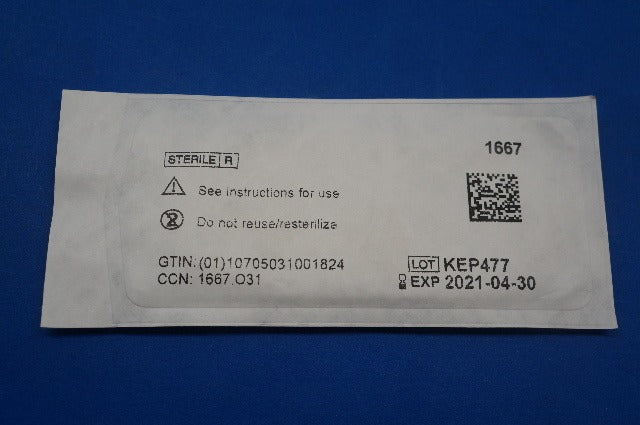 1667
STERILE R
See instructions for use
Do not reuse/resterilize
GTIN:(01)10705031001824
CCN: 1667.O31
LOT KEP477
EXP 2021-04-30